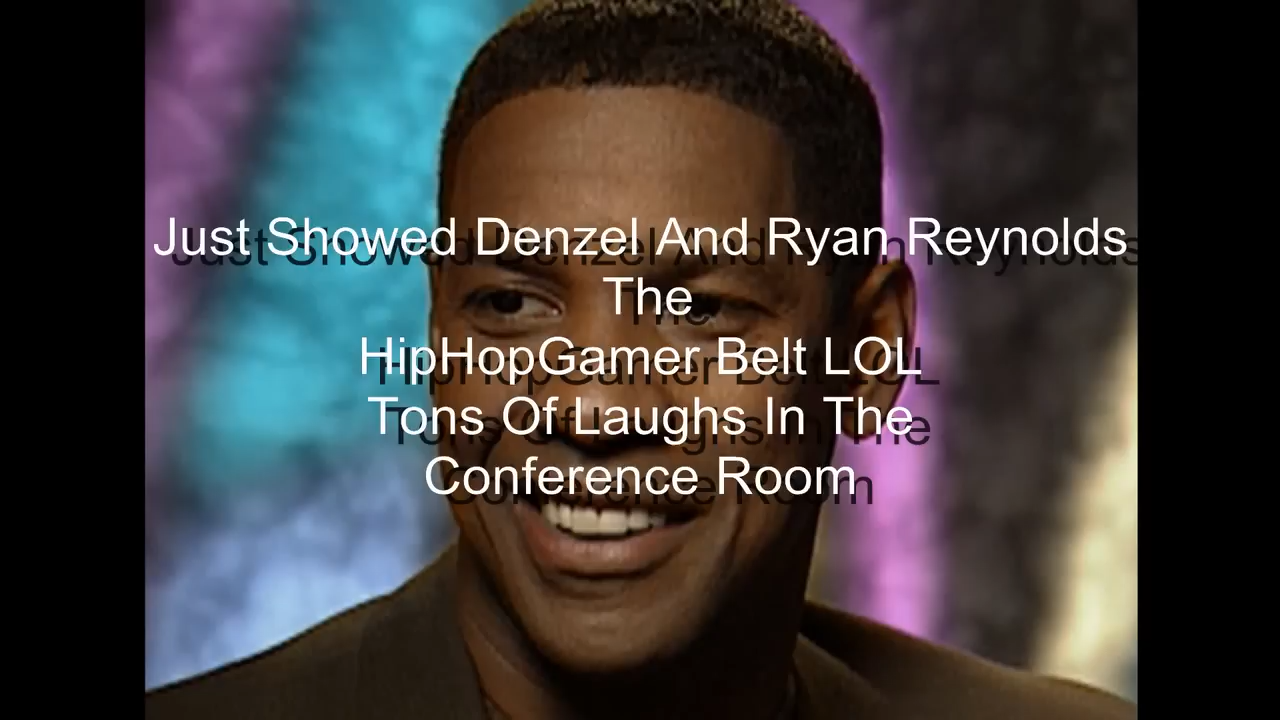 Just Showed Denzel And Ryan Reynolds
The
HipHopGamer Belt LOL
Tons Of Laughs In The
Conference Room